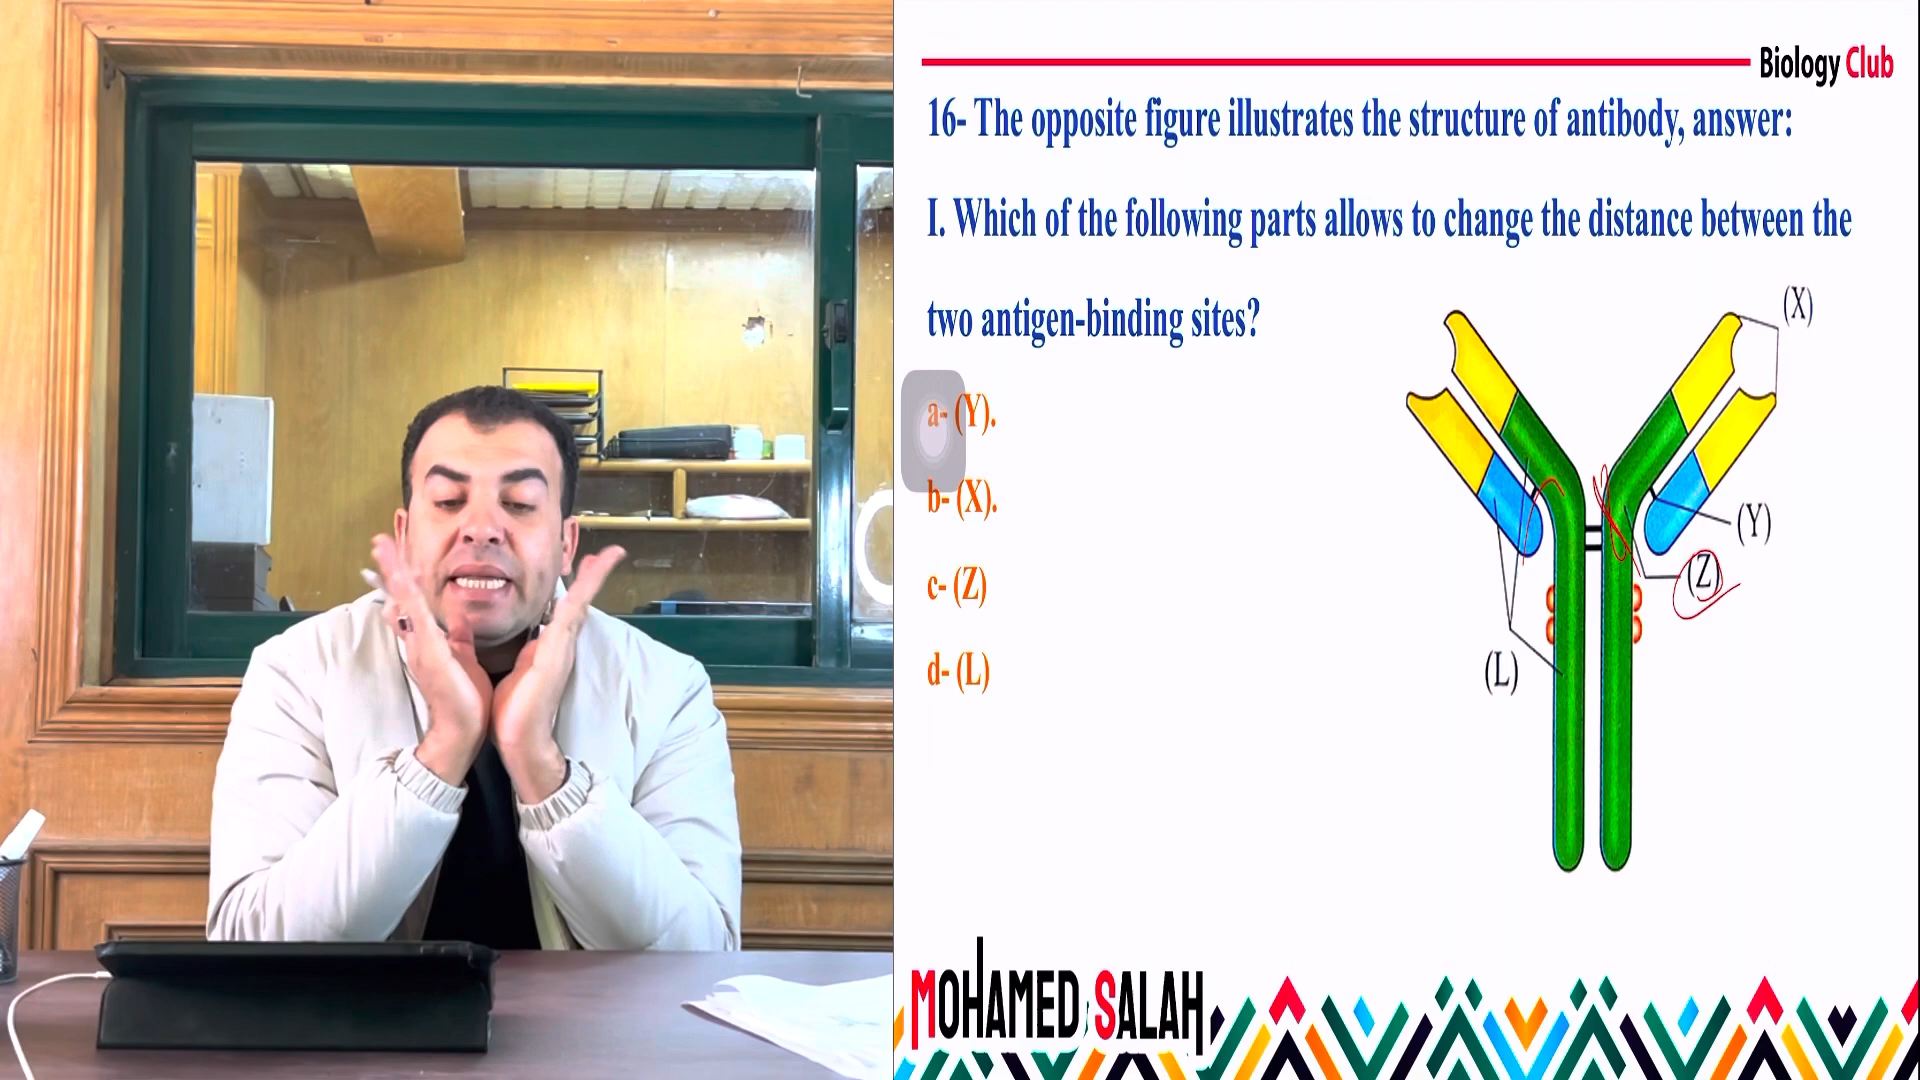 Biology Club
16- The opposite figure illustrates the structure of antibody, answer:
I. Which of the following parts allows to change the distance between the
two antigen-binding sites?
a- (Y).
b- (X).
c- (Z)
d- (L)
(X)
(Y)
(Z)
(L)
MOHAMED SALAH